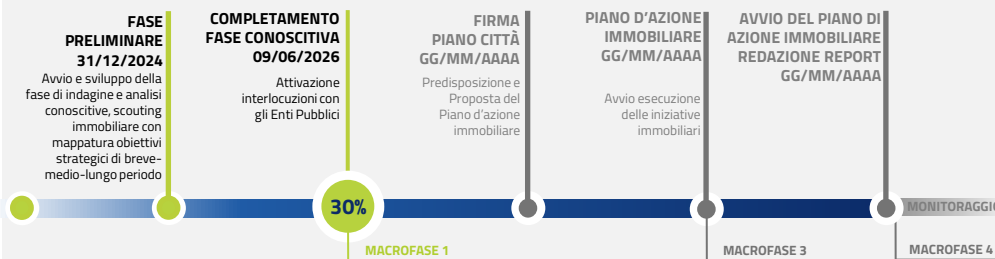 FASE
PRELIMINARE
31/12/2024
Avvio e sviluppo della
fase di indagine e analisi
conoscitive, scouting
immobiliare con
mappatura obiettivi
strategici di breve-
medio-lungo periodo
COMPLETAMENTO
FASE CONOSCITIVA
09/06/2026
Attivazione
interlocuzioni con
gli Enti Pubblici
FIRMA
PIANO CITTÀ
GG/MM/AAAA
Predisposizione e
Proposta del
Piano d'azione
immobiliare
PIANO D'AZIONE
IMMOBILIARE
GG/MM/AAAA
Avvio esecuzione
delle iniziative
immobiliari
AVVIO DEL PIANO DI
AZIONE IMMOBILIARE
REDAZIONE REPORT
GG/MM/AAAA
30%
MONITORAGGIO
MACROFASE 1
MACROFASE 3
MACROFASE 4